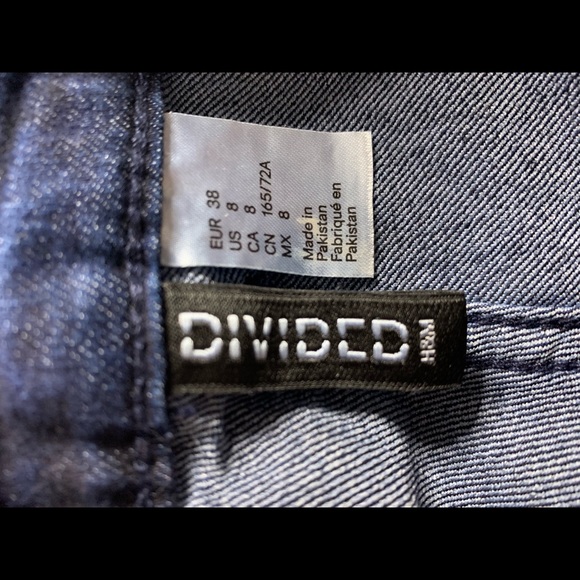 EUR 38
US 8
CA 8
CN 165/72A
MX 8
Made in
Pakistan
Fabriqué en
Pakistan
DIVIDED
H&M